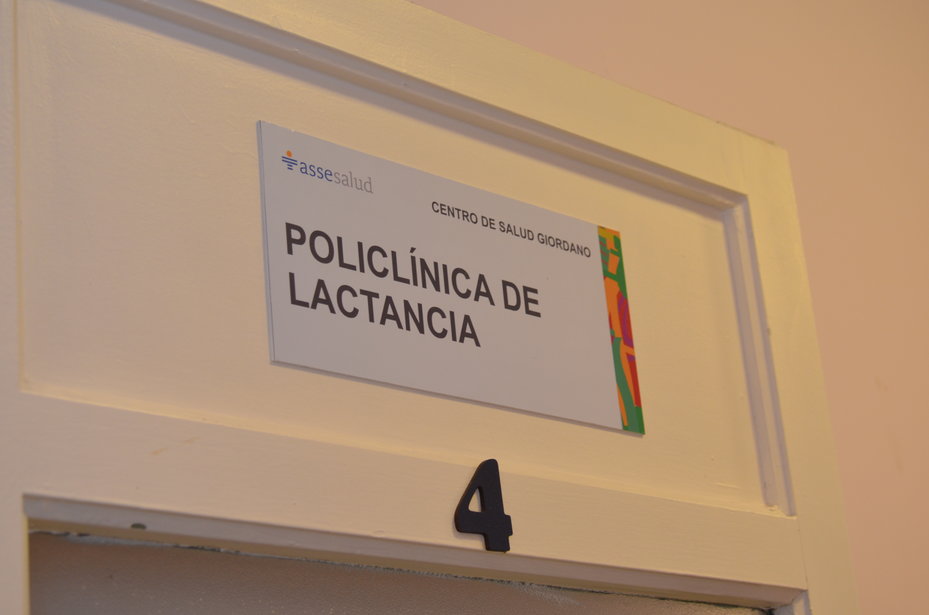 assesalud
CENTRO DE SALUD GIORDANO
POLICLÍNICA DE
LACTANCIA
4